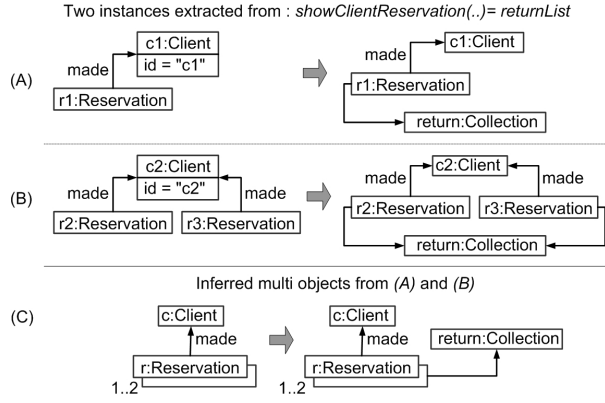 Two instances extracted from : showClientReservation(..)= returnList
(A)
c1:Client
id = "c1"
made
r1:Reservation
c1:Client
made
r1:Reservation
return:Collection
(B)
c2:Client
id = "c2"
made
made
r2:Reservation
r3:Reservation
c2:Client
made
made
r2:Reservation
r3:Reservation
return:Collection
Inferred multi objects from (A) and (B)
(C)
c:Client
made
r:Reservation
1..2
c:Client
made
r:Reservation
1..2
return:Collection